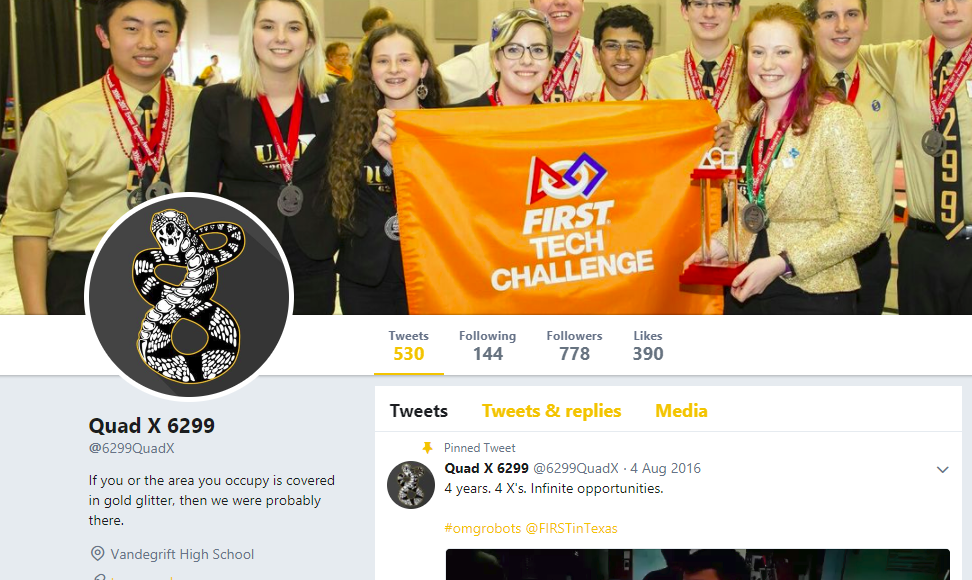 FIRST
TECH
CHALLENGE
299
Tweets
530
Following
144
Followers
778
Likes
390
Quad X 6299
@6299QuadX
If you or the area you occupy is covered
in gold glitter, then we were probably
there.
Vandegrift High School
Tweets Tweets & replies Media
Pinned Tweet
Quad X 6299 @6299QuadX · 4 Aug 2016
4 years. 4 X's. Infinite opportunities.
#omgrobots @FIRSTinTexas